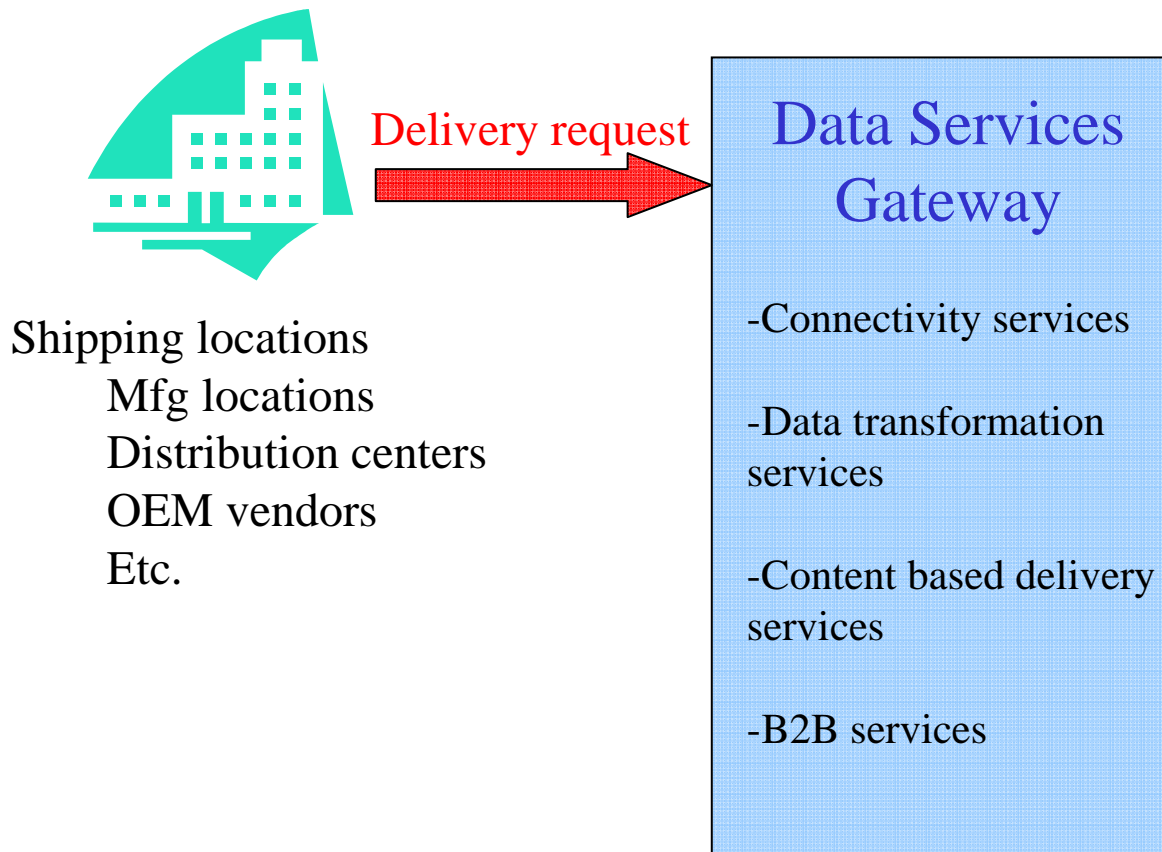 Delivery request
Data Services
Gateway
Shipping locations
Mfg locations
Distribution centers
OEM vendors
Etc.
-Connectivity services
-Data transformation
services
-Content based delivery
services
-B2B services